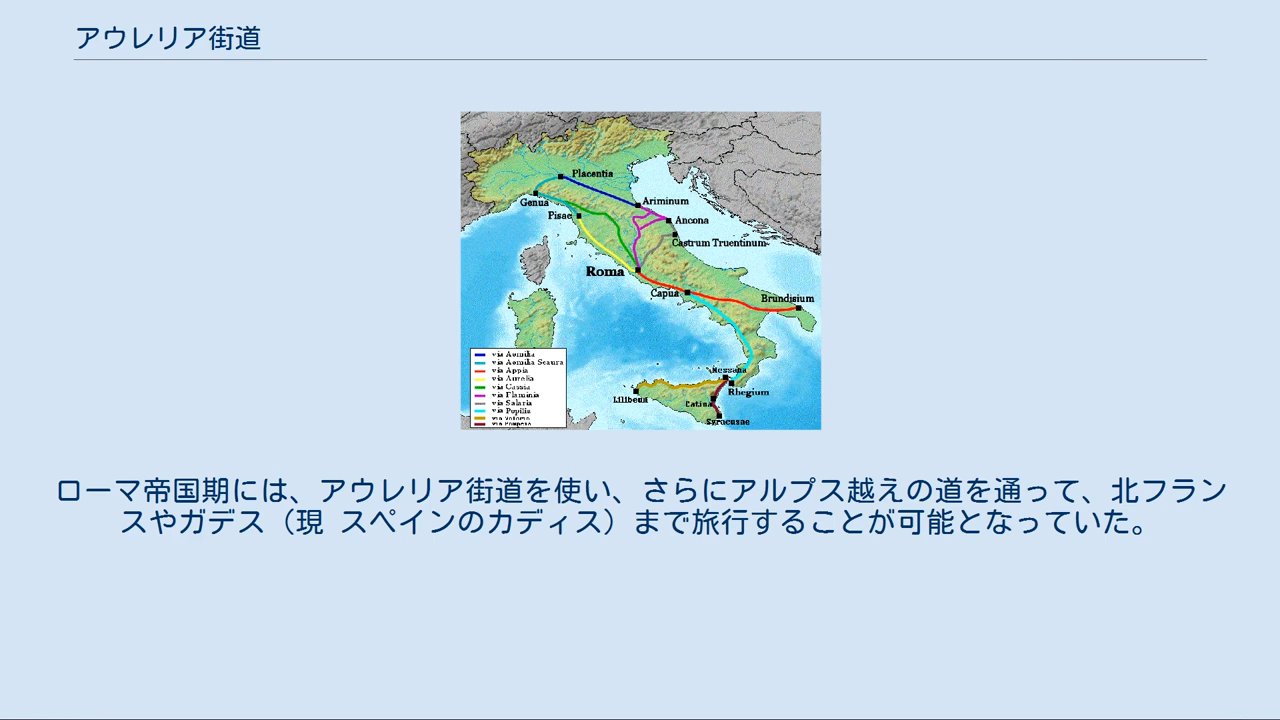 アウレリア街道
Placentia
Genua
Pisae
Ariminum
Ancona
Castrum Truentinum
Roma
Capua
Brundisium
Messana
Rhegium
Lilibeus
Catina
Syracusae
via Aemilia
via Aemilia Scaura
via Appia
via Aurelia
via Cassia
via Flaminia
via Salaria
via Popilia
via Valeria
via Pompeia
ローマ帝国期には、アウレリア街道を使い、さらにアルプス越えの道を通って、北フラン
スやガデス（現 スペインのカディス）まで旅行することが可能となっていた。